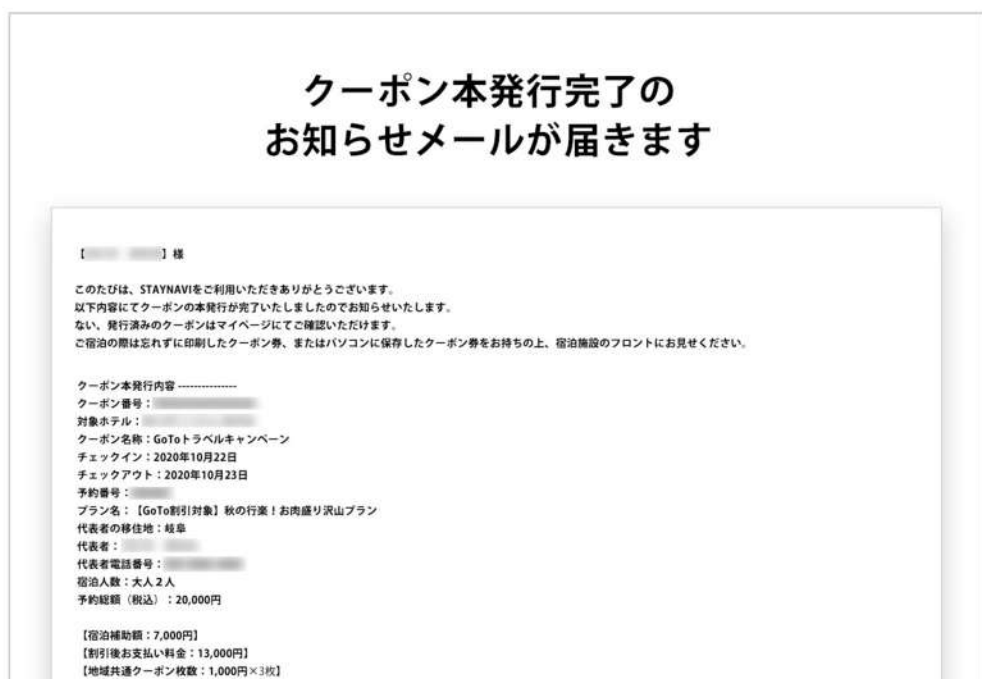 クーポン本発行完了の
お知らせメールが届きます
【 】様
このたびは、STAYNAVIをご利用いただきありがとうございます。
以下内容にてクーポンの本発行が完了いたしましたのでお知らせいたします。
ない、発行済みのクーポンはマイページにてご確認いただけます。
ご宿泊の際は忘れずに印刷したクーポン券、またはパソコンに保存したクーポン券をお持ちの上、宿泊施設のフロントにお見せください。
クーポン本発行内容 ---------------
クーポン番号：
対象ホテル：
クーポン名称：GoToトラベルキャンペーン
チェックイン：2020年10月22日
チェックアウト：2020年10月23日
予約番号：
プラン名：【GoTo割引対象】秋の行楽！お肉盛り沢山プラン
代表者の移住地：岐阜
代表者：
代表者電話番号：
宿泊人数：大人２人
予約総額（税込）：20,000円
【宿泊補助額：7,000円】
【割引後お支払い料金：13,000円】
【地域共通クーポン枚数：1,000円×3枚】